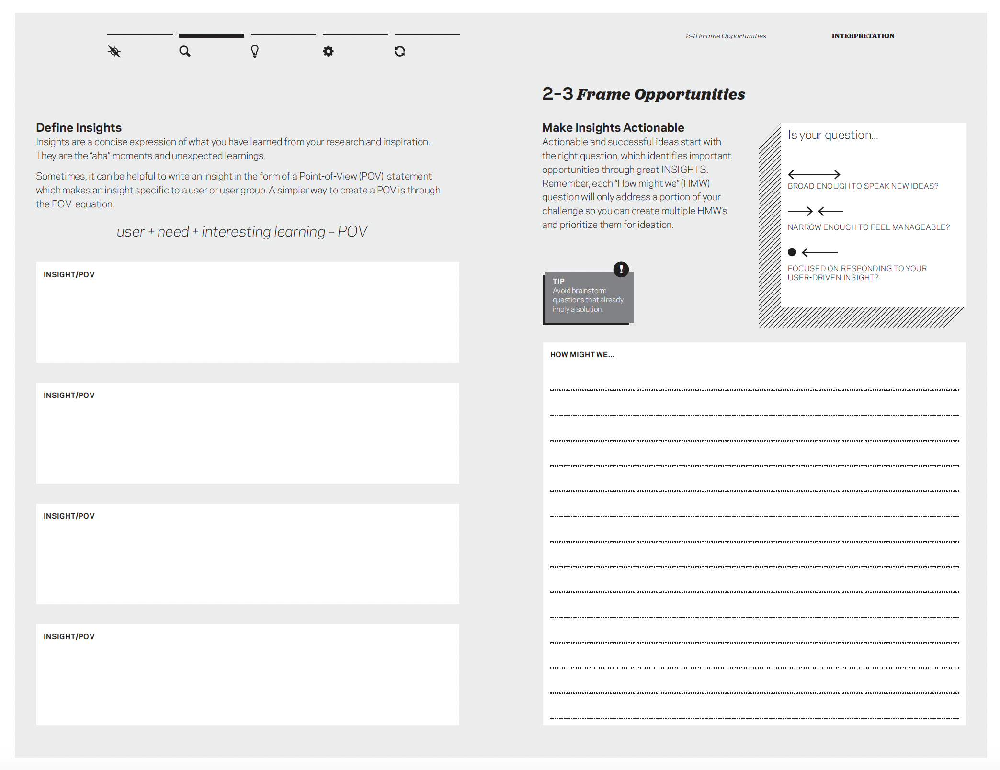 2–3 Frame Opportunities
INTERPRETATION
Define Insights
Insights are a concise expression of what you have learned from your research and inspiration.
They are the “aha” moments and unexpected learnings.
Sometimes, it can be helpful to write an insight in the form of a Point-of-View (POV) statement
which makes an insight specific to a user or user group. A simpler way to create a POV is through
the POV equation.
user + need + interesting learning = POV
INSIGHT/POV
INSIGHT/POV
INSIGHT/POV
INSIGHT/POV
2–3 Frame Opportunities
Make Insights Actionable
Actionable and successful ideas start with
the right question, which identifies important
opportunities through great INSIGHTS.
Remember, each “How might we” (HMW)
question will only address a portion of your
challenge so you can create multiple HMW’s
and prioritize them for ideation.
TIP
Avoid brainstorm
questions that already
imply a solution.
Is your question...
BROAD ENOUGH TO SPEAK NEW IDEAS?
NARROW ENOUGH TO FEEL MANAGEABLE?
FOCUSED ON RESPONDING TO YOUR
USER-DRIVEN INSIGHT?
HOW MIGHT WE...